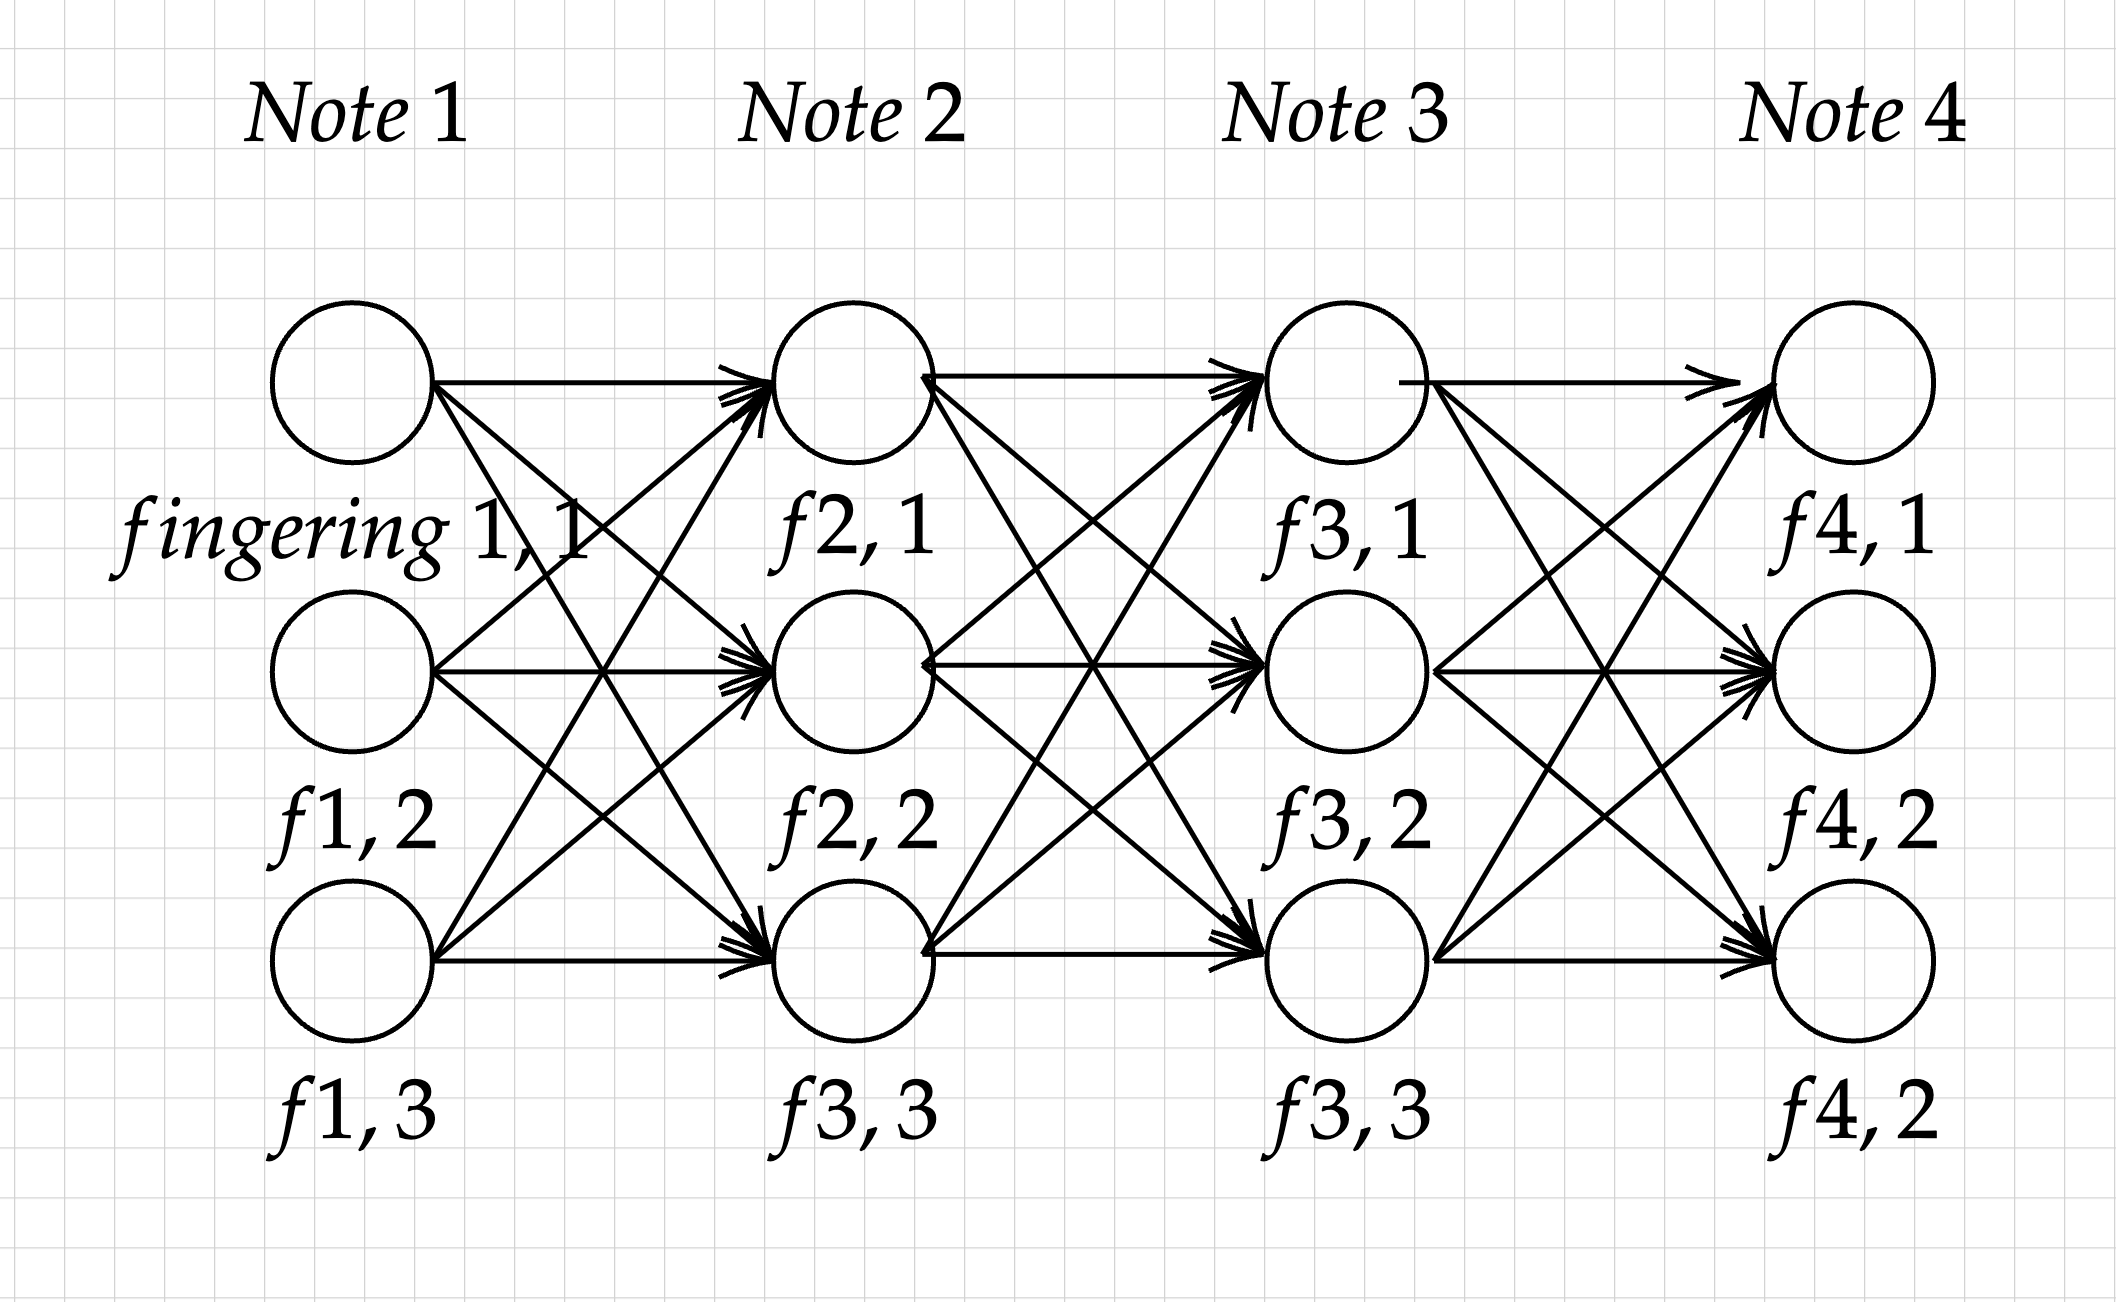 Note 1 Note 2 Note 3 Note 4
fingering 1, 1 f2, 1 f3, 1 f4, 1
f1, 2 f2, 2 f3, 2 f4, 2
f1, 3 f3, 3 f3, 3 f4, 2